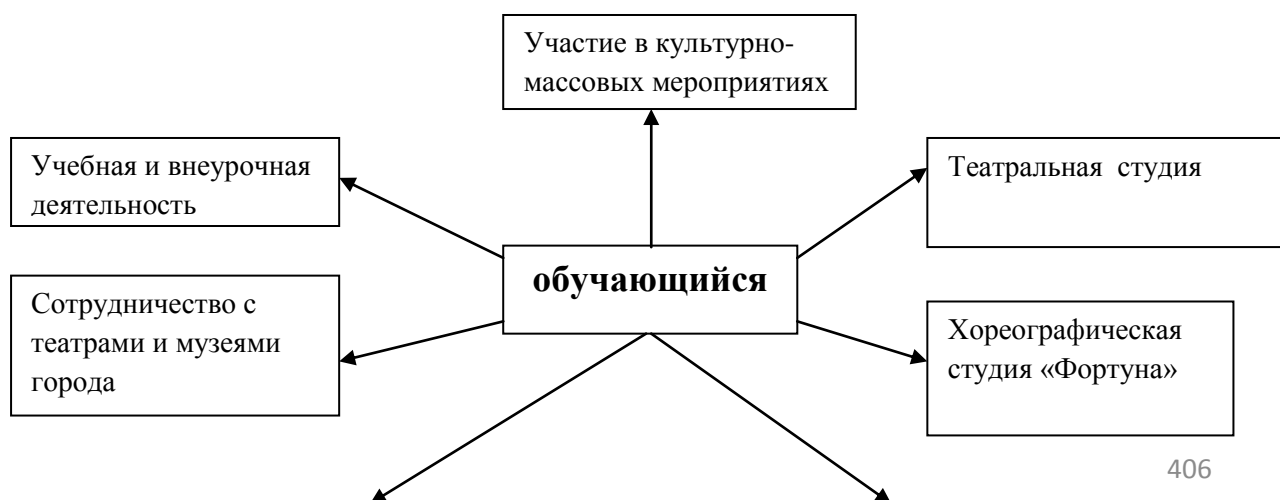 Участие в культурно-
массовых мероприятиях
Учебная и внеурочная
деятельность
Театральная студия
обучающийся
Сотрудничество с
театрами и музеями
города
Хореографическая
студия «Фортуна»
406